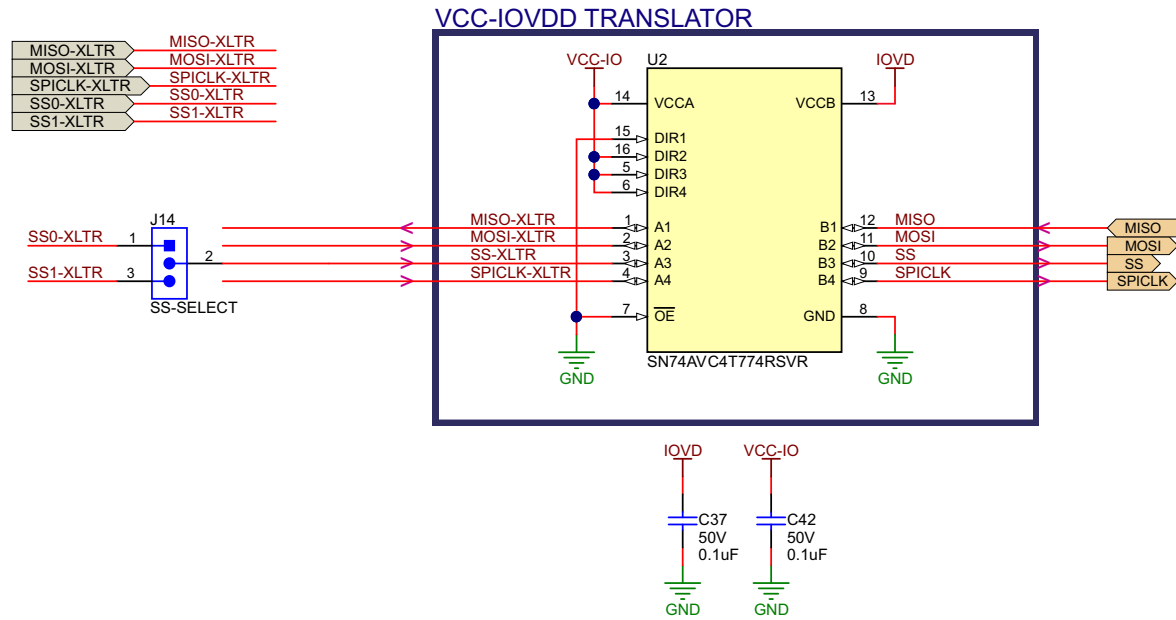 VCC-IOVDD TRANSLATOR
MISO-XLTR MISO-XLTR
MOSI-XLTR MOSI-XLTR
SPICLK-XLTR SPICLK-XLTR
SS0-XLTR SS0-XLTR
SS1-XLTR SS1-XLTR
VCC-IO U2 IOVD
14 VCCA VCCB 13
15 DIR1
16 DIR2
5 DIR3
6 DIR4
J14
MISO-XLTR 1 A1 B1 12 MISO MISO
SS0-XLTR 1 MOSI-XLTR 2 A2 B2 11 MOSI MOSI
2 SS-XLTR 3 A3 B3 10 SS SS
SS1-XLTR 3 SPICLK-XLTR 4 A4 B4 9 SPICLK SPICLK
SS-SELECT
7 OE GND 8
SN74AVC4T774RSVR
GND GND
IOVD VCC-IO
C37 C42
50V 50V
0.1uF 0.1uF
GND GND